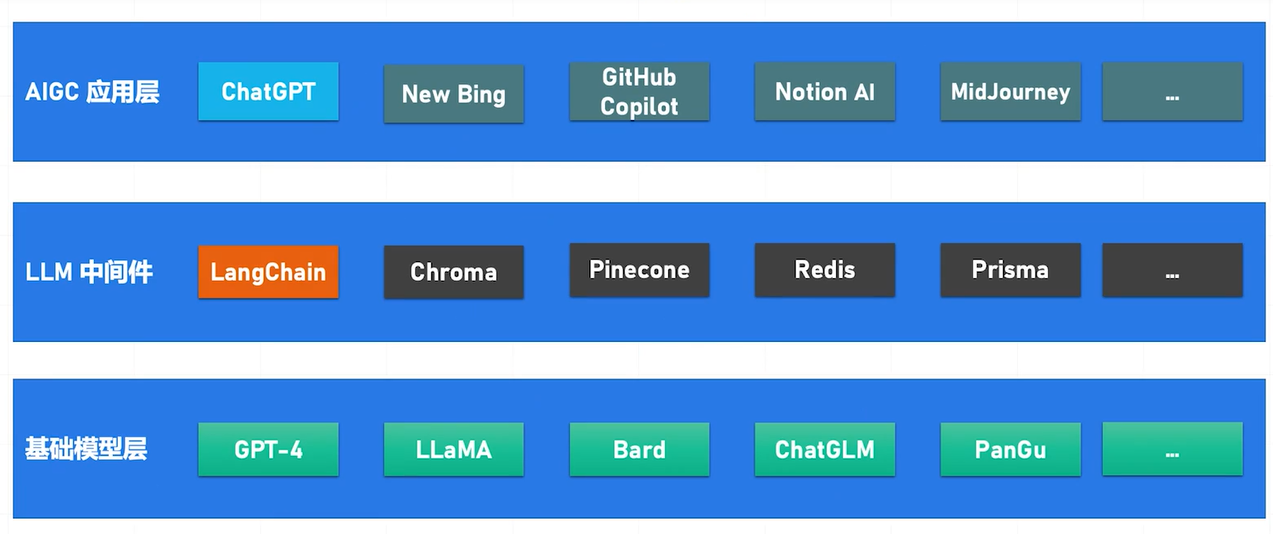 AIGC 应用层
ChatGPT
New Bing
GitHub
Copilot
Notion AI
MidJourney
...
LLM 中间件
LangChain
Chroma
Pinecone
Redis
Prisma
...
基础模型层
GPT-4
LLaMA
Bard
ChatGLM
PanGu
...